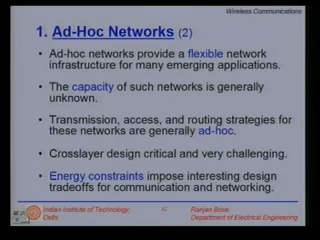 Wireless Communications
1. Ad-Hoc Networks (2)
• Ad-hoc networks provide a flexible network
infrastructure for many emerging applications.
• The capacity of such networks is generally
unknown.
• Transmission, access, and routing strategies for
these networks are generally ad-hoc.
• Crosslayer design critical and very challenging.
• Energy constraints impose interesting design
tradeoffs for communication and networking.
Indian Institute of Technology,
Delhi
Ranjan Bose
Department of Electrical Engineering